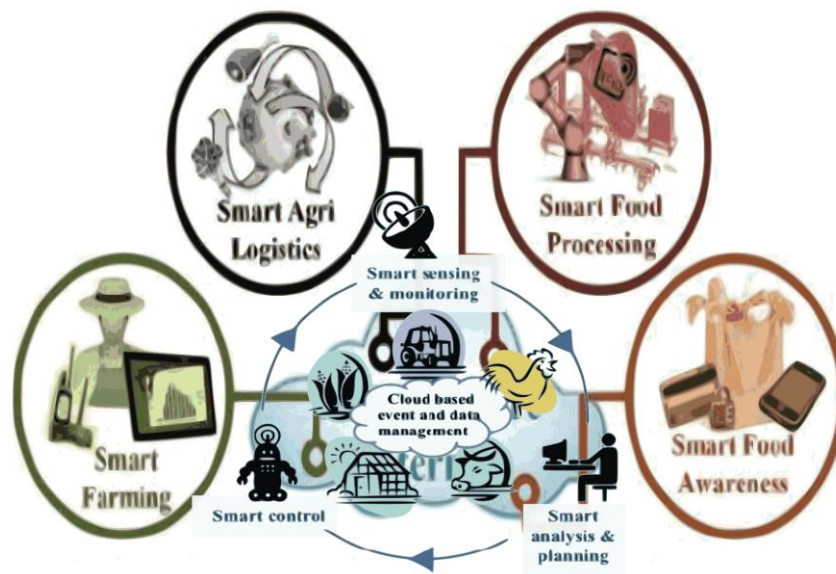 Smart Agri
Logistics
Smart Food
Processing
Smart sensing
& monitoring
Smart
Farming
Cloud based
event and data
management
Smart Food
Awareness
Smart control
Smart
analysis &
planning